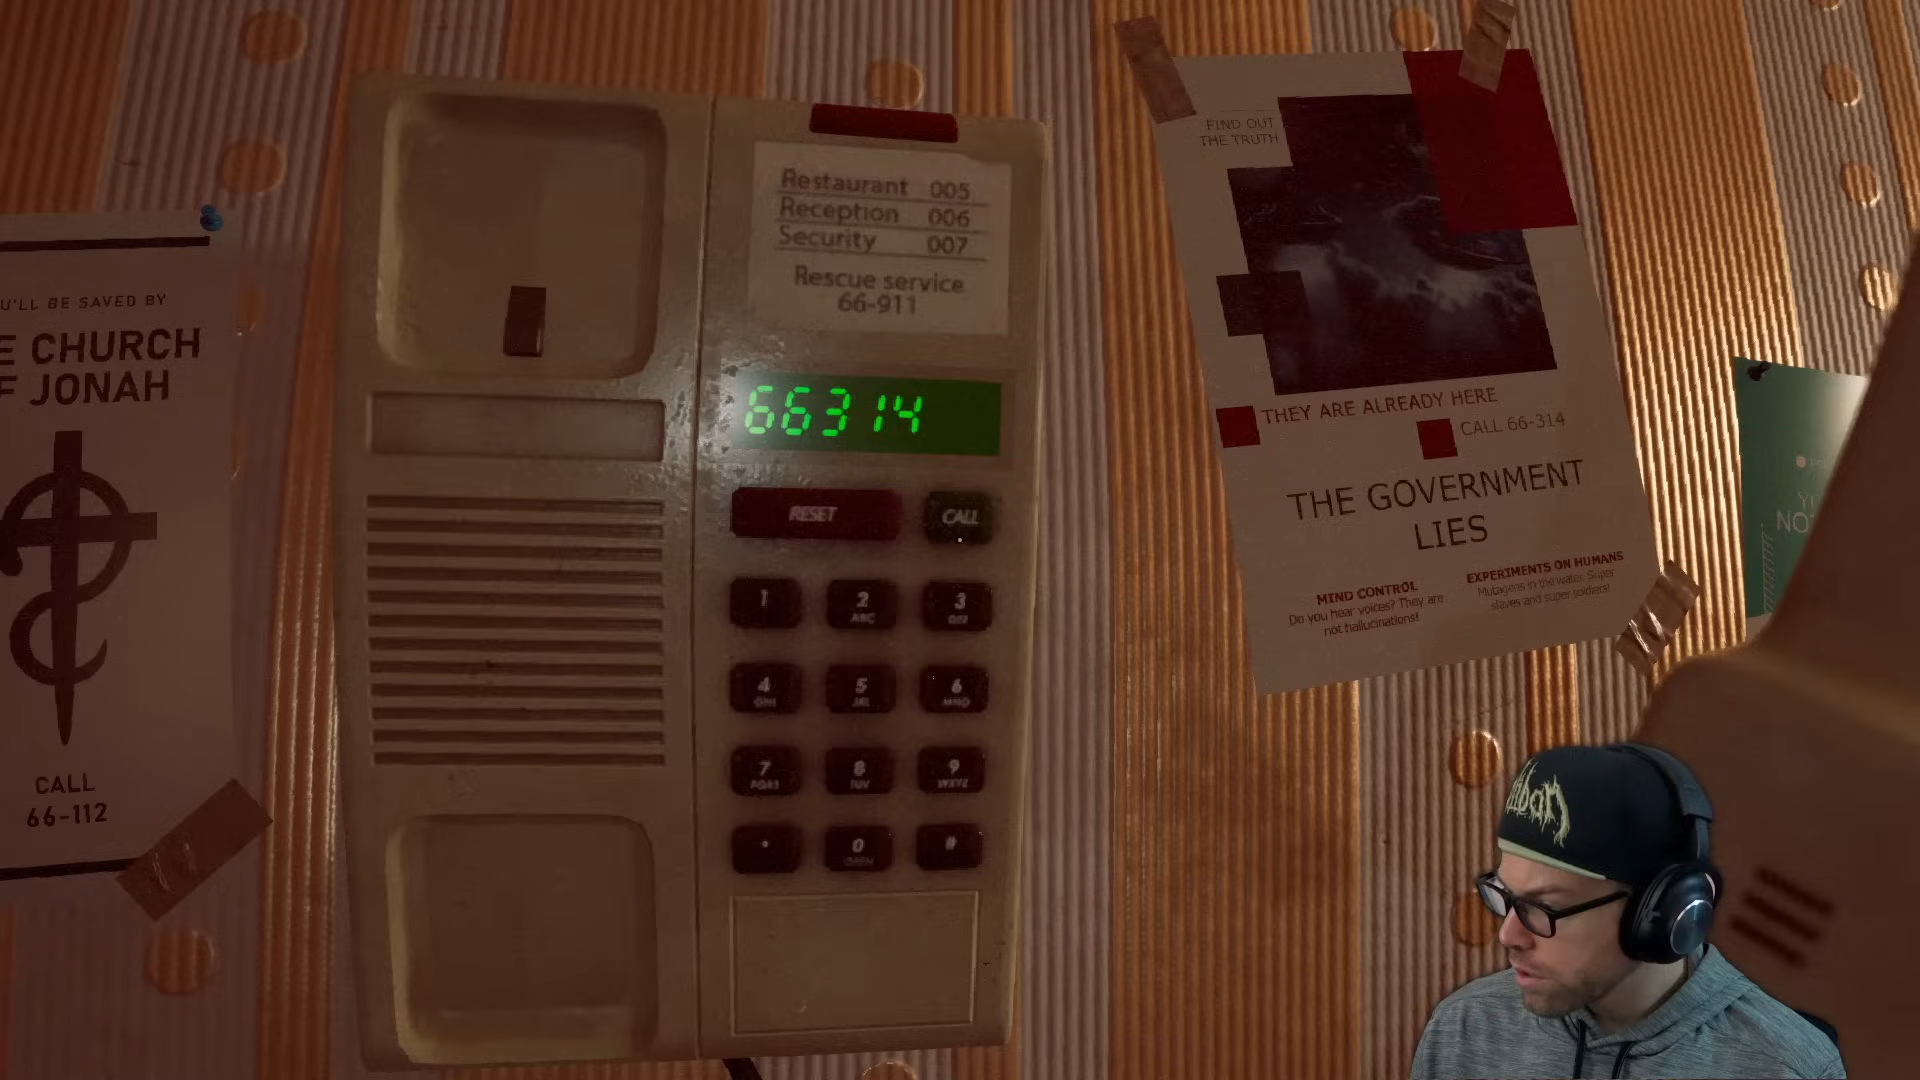 U'LL BE SAVED BY
E CHURCH
F JONAH
CALL
66-112
Restaurant 005
Reception 006
Security 007
Rescue service
66-911
66314
RESET CALL
1 2 ABC 3
4 GHI 5 JKL 6 MNO
7 PQRS 8 TUV 9 WXYZ
* 0 #
FIND OUT
THE TRUTH
THEY ARE ALREADY HERE
CALL 66-314
THE GOVERNMENT
LIES
MIND CONTROL
Do you hear voices? They are
not hallucinations!
EXPERIMENTS ON HUMANS
Mutagens in the water. Super
slaves and super soldiers!
NO